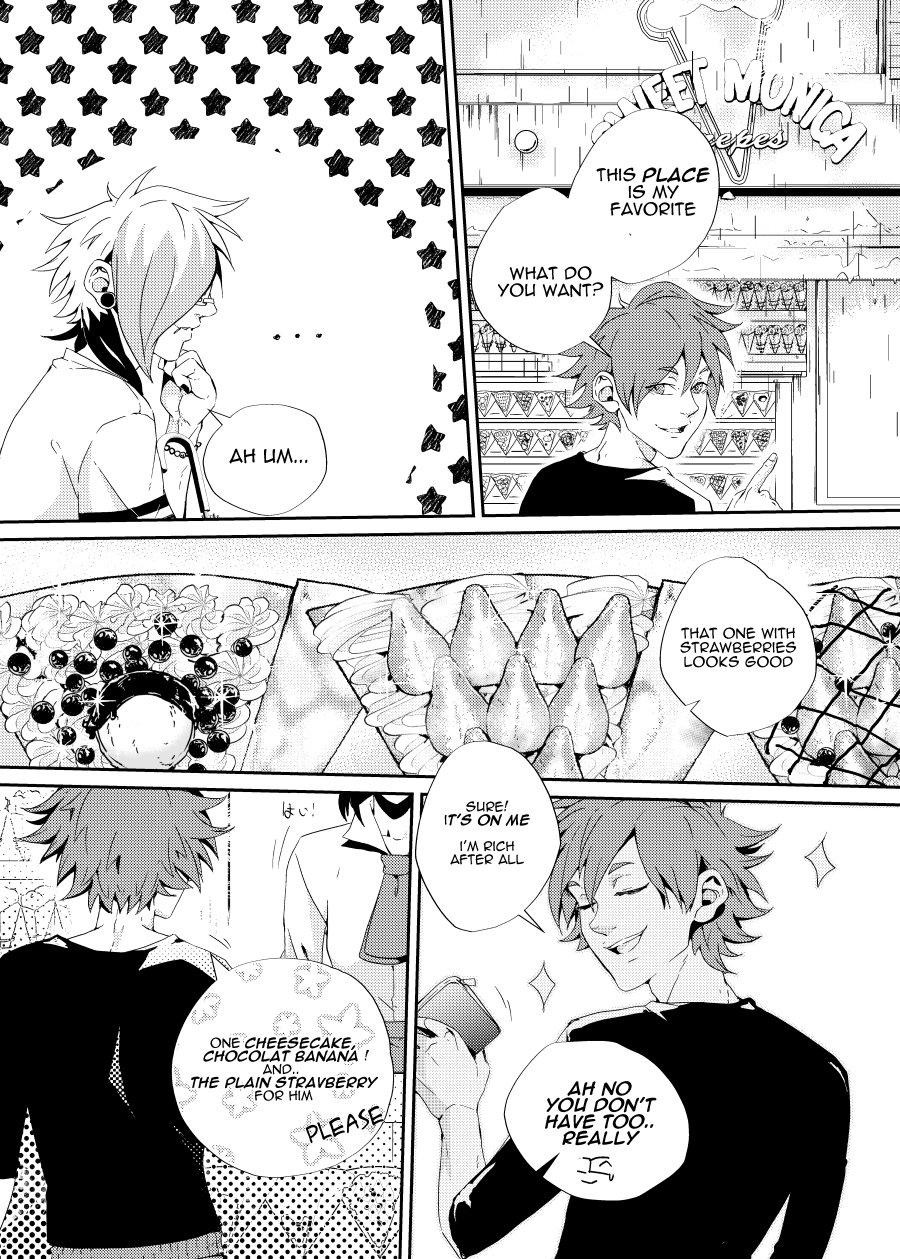 SWEET MONICA
crepes
THIS PLACE
IS MY
FAVORITE
WHAT DO
YOU WANT?
...
AH UM...
THAT ONE WITH
STRAWBERRIES
LOOKS GOOD
SURE!
IT'S ON ME
I'M RICH
AFTER ALL
AH NO
YOU DON'T
HAVE TOO..
REALLY
はい!
ONE CHEESECAKE,
CHOCOLAT BANANA !
AND..
THE PLAIN STRAVBERRY
FOR HIM
PLEASE